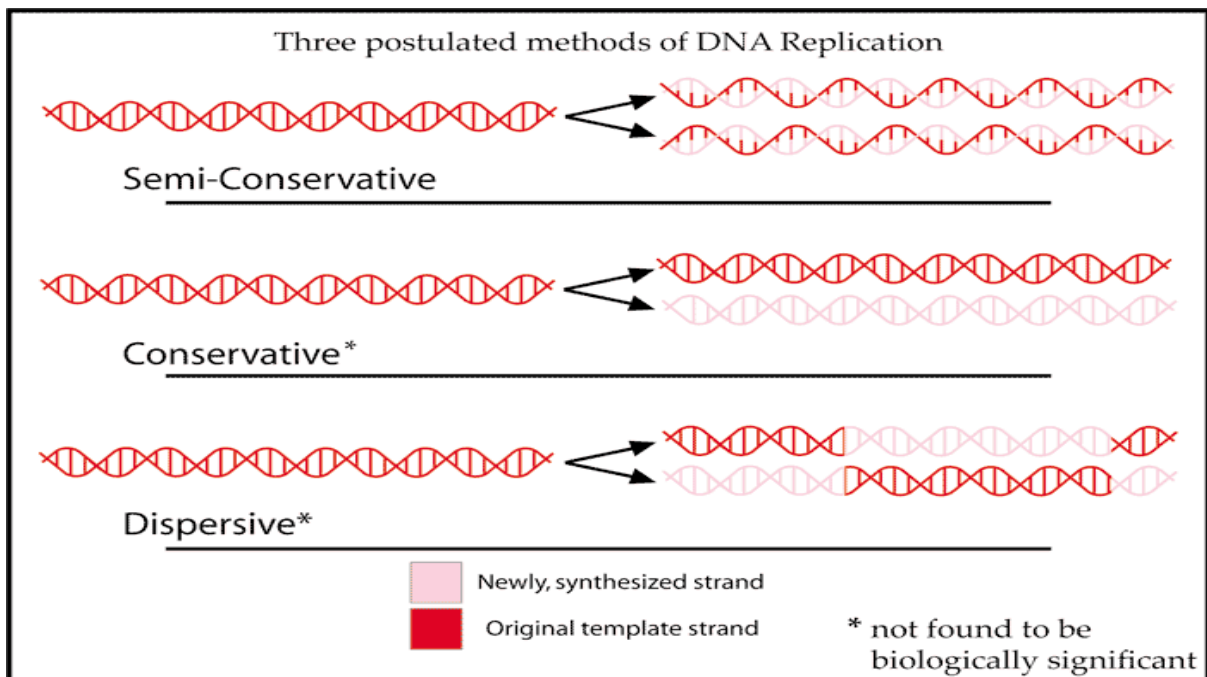 Three postulated methods of DNA Replication
Semi-Conservative
Conservative*
Dispersive*
Newly, synthesized strand
Original template strand
* not found to be
biologically significant